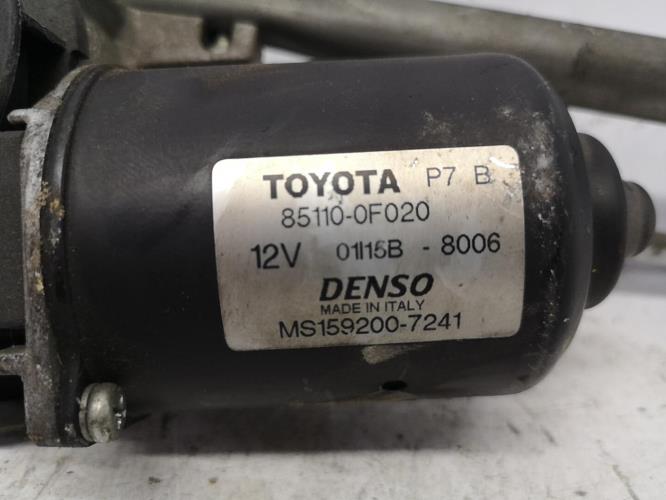 TOYOTA P7 B
85110-0F020
12V 01I15B - 8006
DENSO
MADE IN ITALY
MS159200-7241